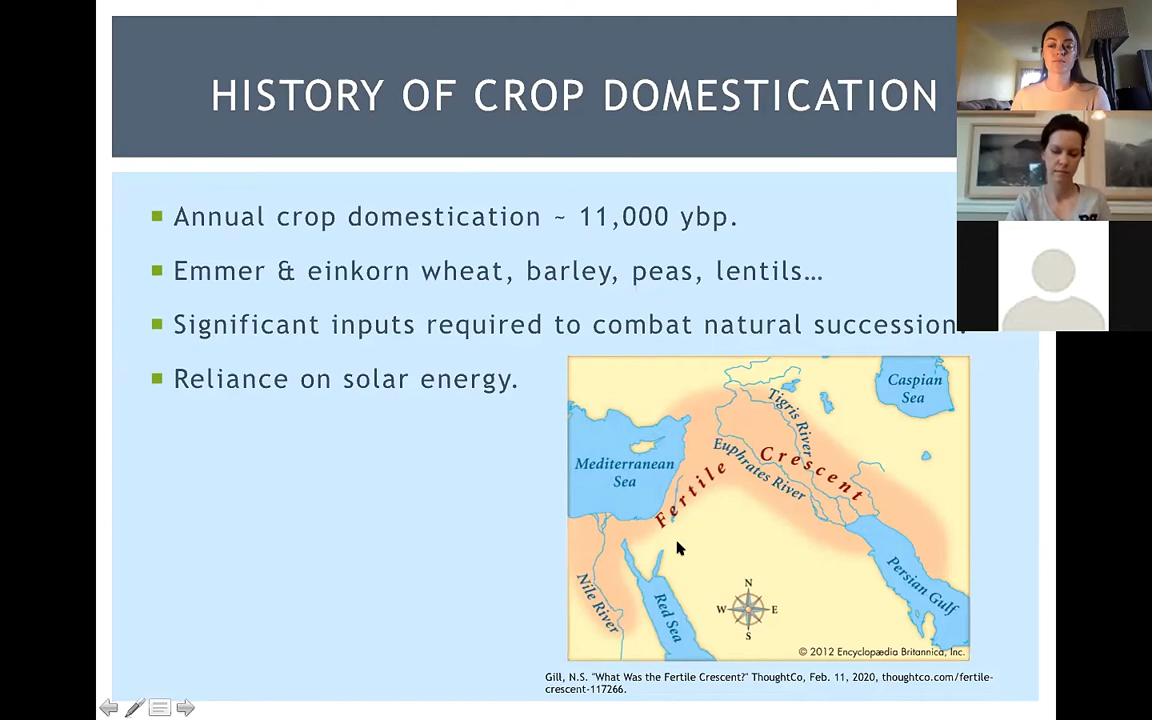 HISTORY OF CROP DOMESTICATION
Annual crop domestication ~ 11,000 ybp.
Emmer & einkorn wheat, barley, peas, lentils…
Significant inputs required to combat natural succession.
Reliance on solar energy.
Caspian
Sea
Tigris River
Mediterranean
Sea
Euphrates River
Fertile Crescent
Nile River
Red Sea
Persian Gulf
N
W E
S
© 2012 Encyclopædia Britannica, Inc.
Gill, N.S. "What Was the Fertile Crescent?" ThoughtCo, Feb. 11, 2020, thoughtco.com/fertile-
crescent-117266.